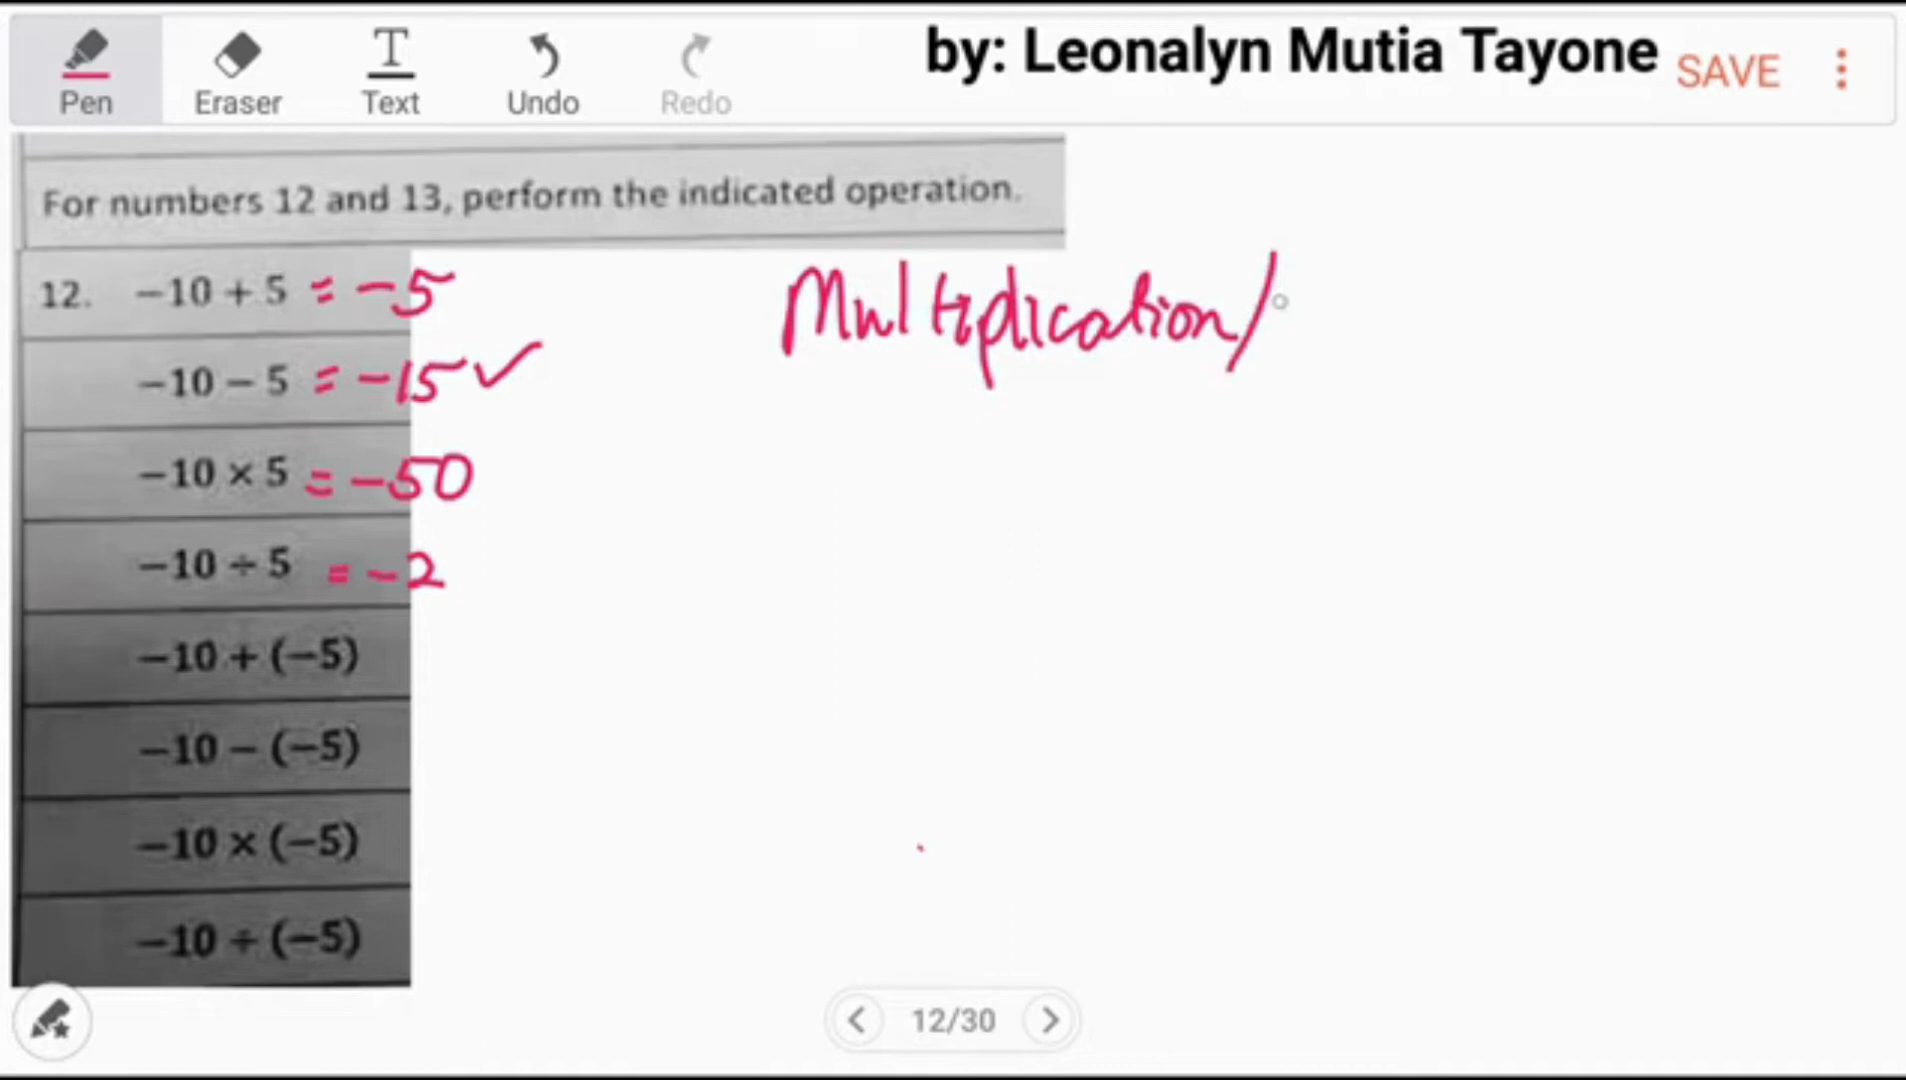 by: Leonalyn Mutia Tayone
SAVE
Pen Eraser Text Undo Redo
For numbers 12 and 13, perform the indicated operation.
12. −10 + 5 = -5
−10 − 5 = -15 ✓
−10 × 5 = -50
−10 ÷ 5 = -2
−10 + (−5)
−10 − (−5)
−10 × (−5)
−10 ÷ (−5)
Multiplication/
12/30